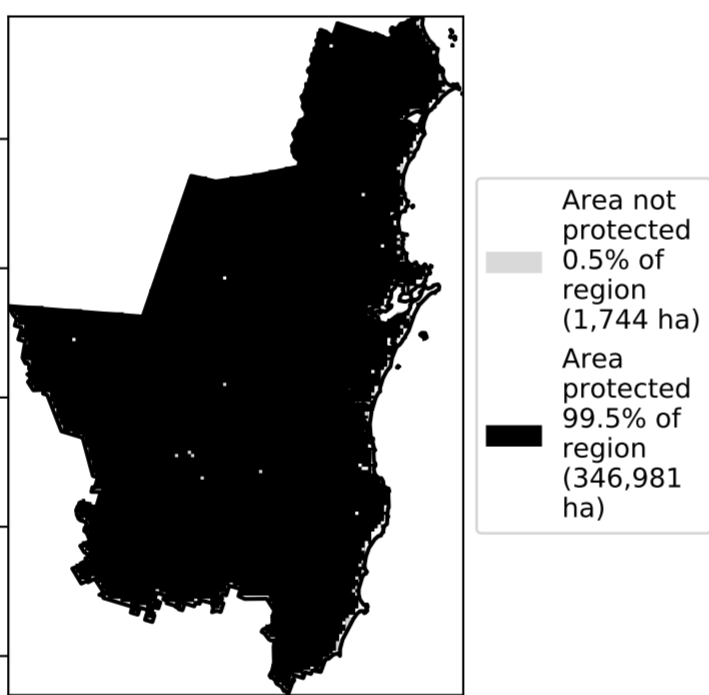 Area not
protected
0.5% of
region
(1,744 ha)
Area
protected
99.5% of
region
(346,981
ha)